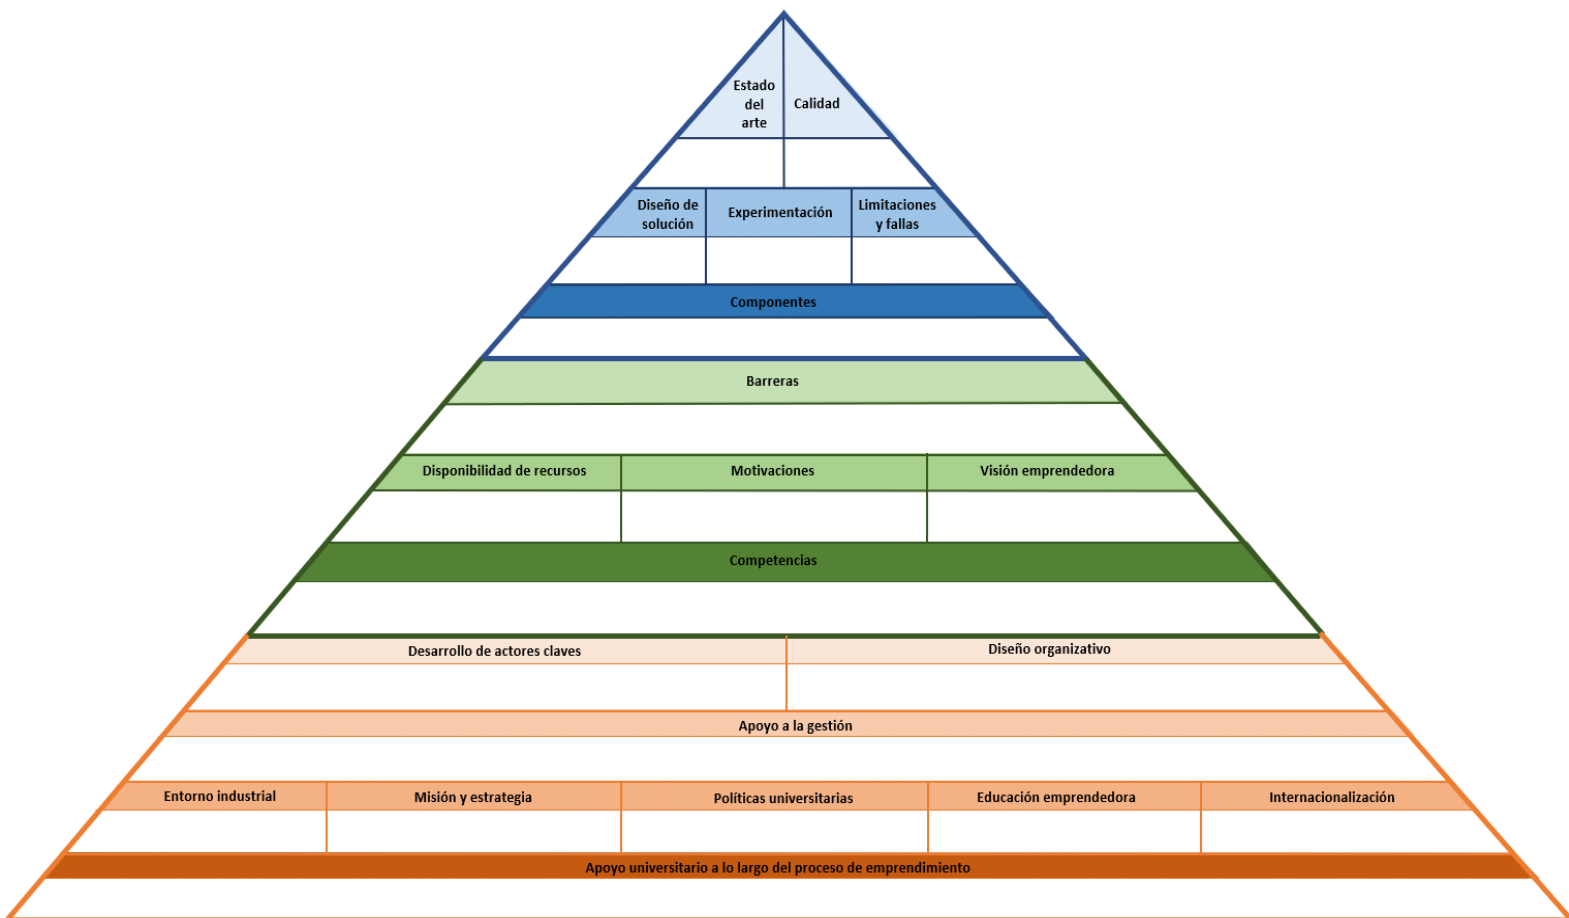 Estado
del
arte
Calidad
Diseño de
solución
Experimentación
Limitaciones
y fallas
Componentes
Barreras
Disponibilidad de recursos
Motivaciones
Visión emprendedora
Competencias
Desarrollo de actores claves
Diseño organizativo
Apoyo a la gestión
Entorno industrial
Misión y estrategia
Políticas universitarias
Educación emprendedora
Internacionalización
Apoyo universitario a lo largo del proceso de emprendimiento